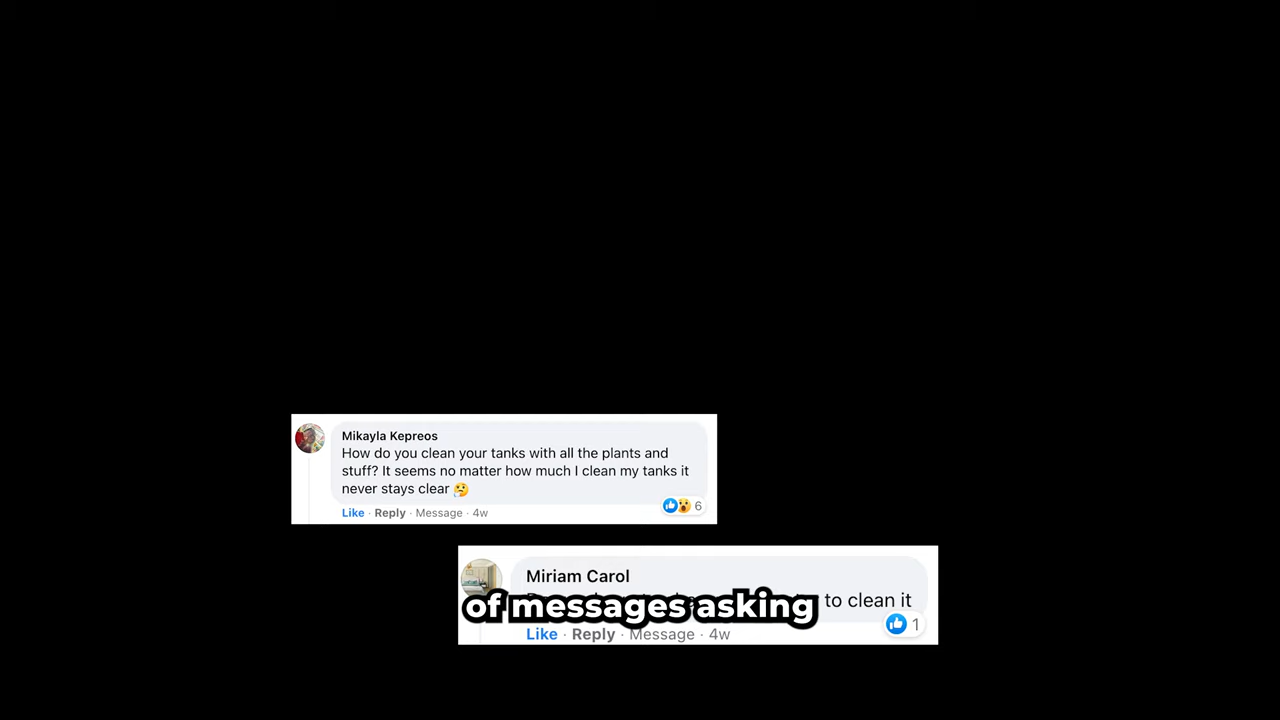 Mikayla Kepreos
How do you clean your tanks with all the plants and
stuff? It seems no matter how much I clean my tanks it
never stays clear 😢
Like · Reply · Message · 4w
6
Miriam Carol
to clean it
of messages asking
1
Like · Reply · Message · 4w